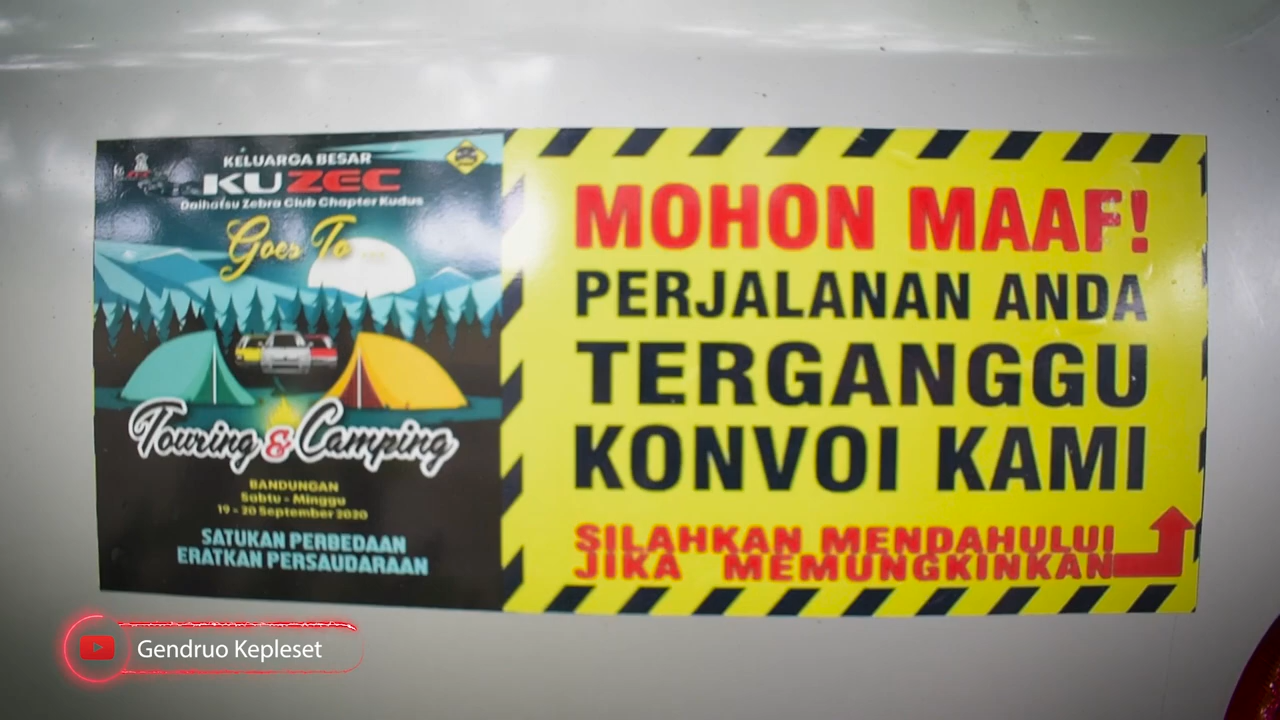 KELUARGA BESAR
KUZEC
Daihatsu Zebra Club Chapter Kudus
Goes To ...
Touring & Camping
BANDUNGAN
Sabtu - Minggu
19 - 20 September 2020
SATUKAN PERBEDAAN
ERATKAN PERSAUDARAAN
MOHON MAAF!
PERJALANAN ANDA
TERGANGGU
KONVOI KAMI
SILAHKAN MENDAHULUI
JIKA MEMUNGKINKAN
Gendruo Kepleset